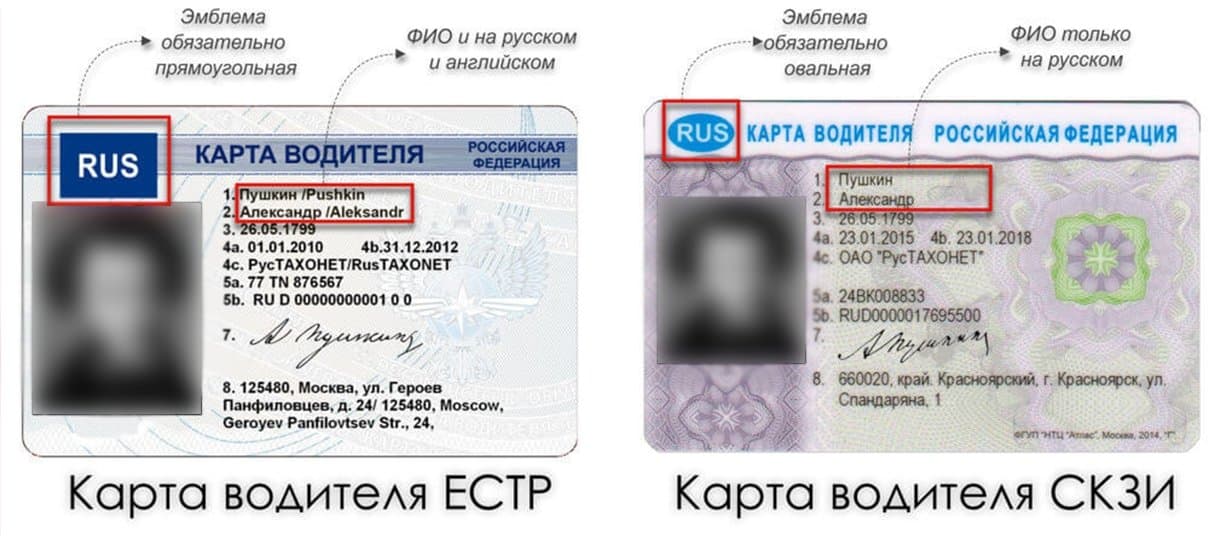 Эмблема
обязательно
прямоугольная
ФИО и на русском
и английском
RUS
КАРТА ВОДИТЕЛЯ
РОССИЙСКАЯ
ФЕДЕРАЦИЯ
1. Пушкин /Pushkin
2. Александр /Aleksandr
3. 26.05.1799
4a. 01.01.2010 4b.31.12.2012
4c. РусТАХОНЕТ/RusTAXONET
5a. 77 TN 876567
5b. RU D 00000000001 0 0
7. А Пушкинъ
8. 125480, Москва, ул. Героев
Панфиловцев, д. 24/ 125480, Moscow,
Geroyev Panfilovtsev Str., 24,
Карта водителя ЕСТР
Эмблема
обязательно
овальная
ФИО только
на русском
RUS КАРТА ВОДИТЕЛЯ РОССИЙСКАЯ ФЕДЕРАЦИЯ
1. Пушкин
2. Александр
3. 26.05.1799
4a. 23.01.2015 4b. 23.01.2018
4c. ОАО "РусТАХОНЕТ"
5a. 24ВК008833
5b. RUD0000017695500
7. А Пушкинъ
8. 660020, край. Красноярский, г. Красноярск, ул.
Спандаряна, 1
ФГУП "НТЦ "Атлас", Москва, 2014, "Г".
Карта водителя СКЗИ